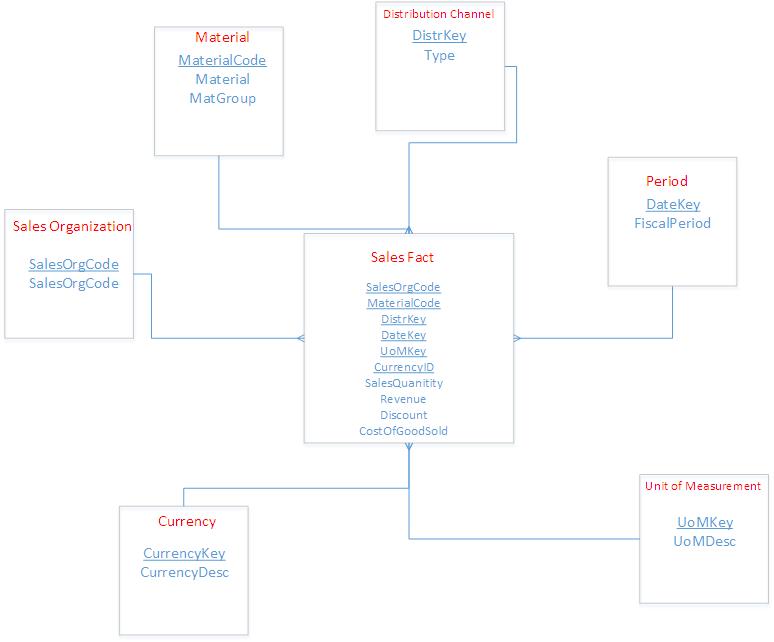 Distribution Channel
DistrKey
Type
Material
MaterialCode
Material
MatGroup
Period
DateKey
FiscalPeriod
Sales Organization
SalesOrgCode
SalesOrgCode
Sales Fact
SalesOrgCode
MaterialCode
DistrKey
DateKey
UoMKey
CurrencyID
SalesQuanitity
Revenue
Discount
CostOfGoodSold
Currency
CurrencyKey
CurrencyDesc
Unit of Measurement
UoMKey
UoMDesc